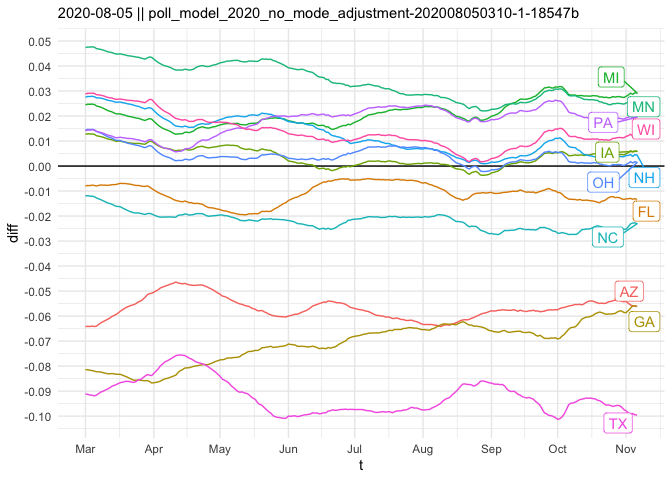 2020-08-05 || poll_model_2020_no_mode_adjustment-202008050310-1-18547b
0.05
0.04
0.03
0.02
0.01
0.00
-0.01
-0.02
-0.03
-0.04
-0.05
-0.06
-0.07
-0.08
-0.09
-0.10
diff
MI
MN
PA
WI
IA
NH
OH
FL
NC
AZ
GA
TX
Mar Apr May Jun Jul Aug Sep Oct Nov
t